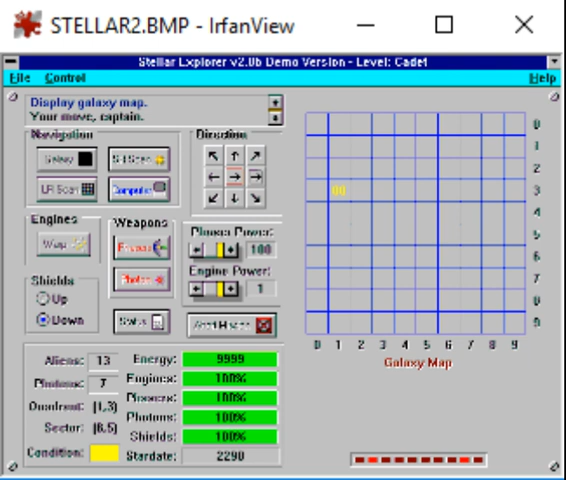 STELLAR2.BMP - IrfanView
Stellar Explorer v2.0b Demo Version - Level: Cadet
File Control Help
Display galaxy map.
Your move, captain.
Navigation
Direction
Galaxy
SR Scan
LR Scan
Computer
Engines
Weapons
Warp
Phasers
Photon
Phaser Power:
100
Engine Power:
1
Shields
Up
Down
Status
Abort Mission
Aliens: 13
Photons: 7
Quadrant: (1,3)
Condition:
Energy: 9999
Engines: 100%
Phasers: 100%
Photons: 100%
Shields: 100%
Stardate: 2290
0
1
2
3
4
5
6
7
8
9
0 1 2 3 4 5 6 7 8 9
Galaxy Map